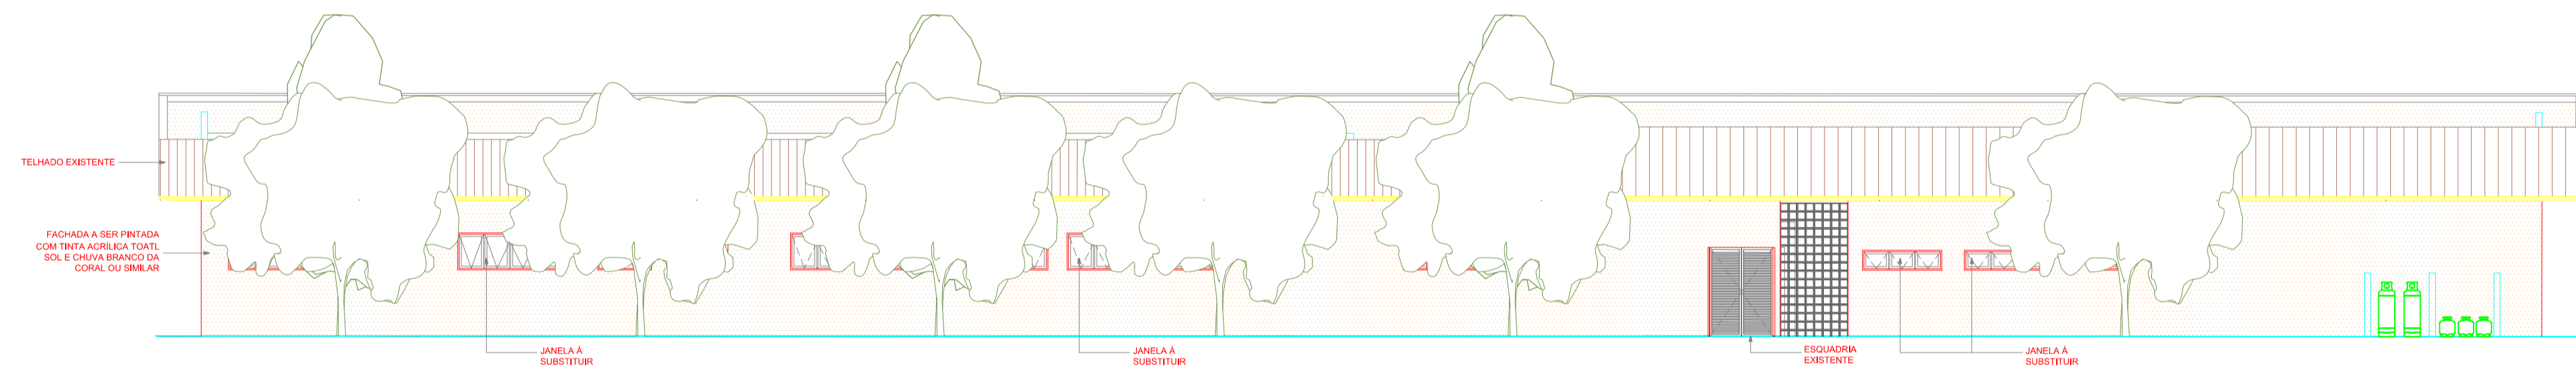 TELHADO EXISTENTE
FACHADA A SER PINTADA
COM TINTA ACRÍLICA TOATL
SOL E CHUVA BRANCO DA
CORAL OU SIMILAR
JANELA À
SUBSTITUIR
JANELA À
SUBSTITUIR
ESQUADRIA
EXISTENTE
JANELA À
SUBSTITUIR